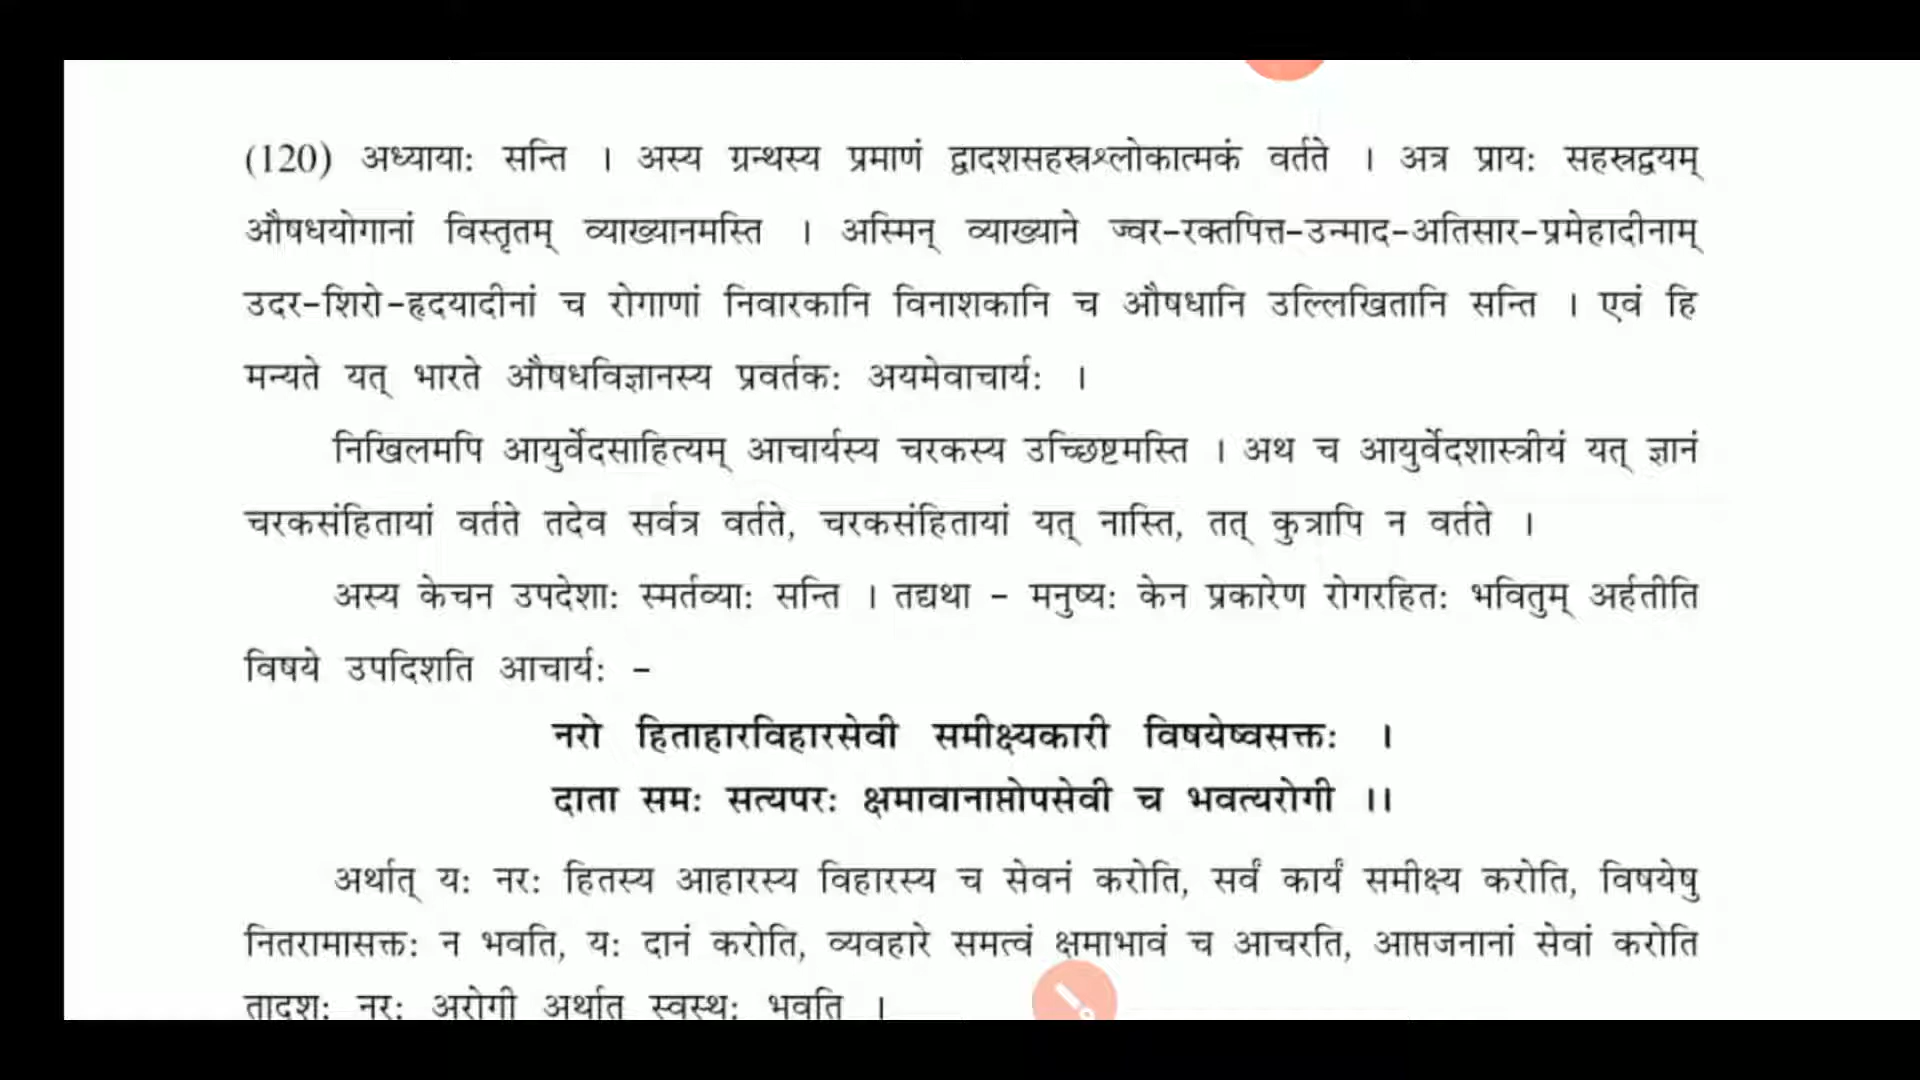 (120) अध्यायाः सन्ति । अस्य ग्रन्थस्य प्रमाणं द्वादशसहस्रश्लोकात्मकं वर्तते । अत्र प्रायः सहस्रद्वयम्
औषधयोगानां विस्तृतम् व्याख्यानमस्ति । अस्मिन् व्याख्याने ज्वर-रक्तपित्त-उन्माद-अतिसार-प्रमेहादीनाम्
उदर-शिरो-हृदयादीनां च रोगाणां निवारकानि विनाशकानि च औषधानि उल्लिखितानि सन्ति । एवं हि
मन्यते यत् भारते औषधविज्ञानस्य प्रवर्तकः अयमेवाचार्यः ।
निखिलमपि आयुर्वेदसाहित्यम् आचार्यस्य चरकस्य उच्छिष्टमस्ति । अथ च आयुर्वेदशास्त्रीयं यत् ज्ञानं
चरकसंहितायां वर्तते तदेव सर्वत्र वर्तते, चरकसंहितायां यत् नास्ति, तत् कुत्रापि न वर्तते ।
अस्य केचन उपदेशाः स्मर्तव्याः सन्ति । तद्यथा - मनुष्यः केन प्रकारेण रोगरहितः भवितुम् अर्हतीति
विषये उपदिशति आचार्यः -
नरो हिताहारविहारसेवी समीक्ष्यकारी विषयेष्वसक्तः ।
दाता समः सत्यपरः क्षमावानाप्तोपसेवी च भवत्यरोगी ।।
अर्थात् यः नरः हितस्य आहारस्य विहारस्य च सेवनं करोति, सर्वं कार्यं समीक्ष्य करोति, विषयेषु
नितरामासक्तः न भवति, यः दानं करोति, व्यवहारे समत्वं क्षमाभावं च आचरति, आप्तजनानां सेवां करोति
तादृशः नरः अरोगी अर्थात् स्वस्थः भवति ।